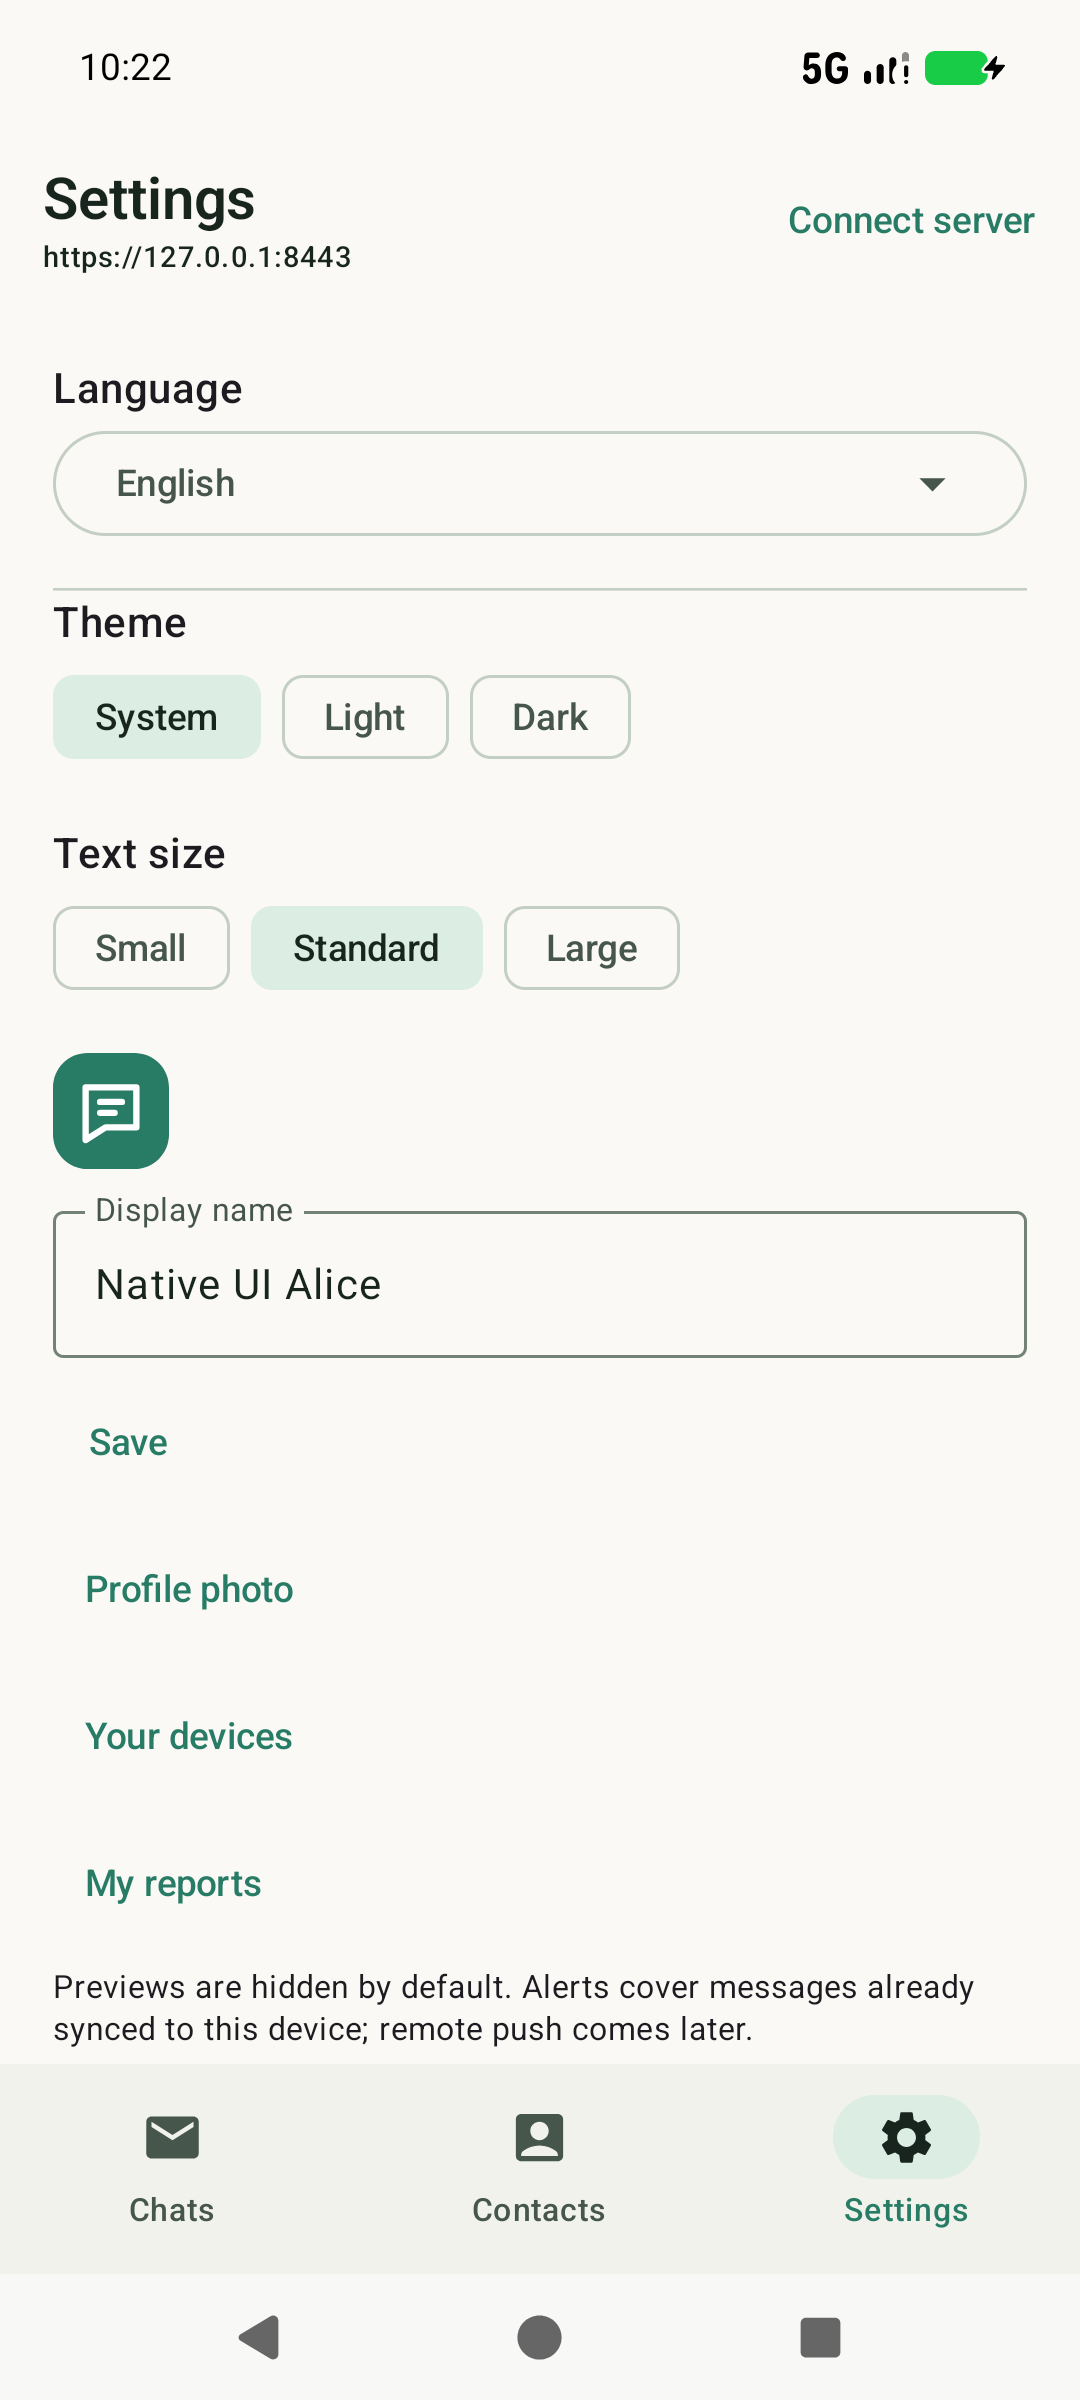 10:22
5G
Settings
Connect server
https://127.0.0.1:8443
Language
English
Theme
System
Light
Dark
Text size
Small
Standard
Large
Display name
Native UI Alice
Save
Profile photo
Your devices
My reports
Previews are hidden by default. Alerts cover messages already
synced to this device; remote push comes later.
Chats
Contacts
Settings